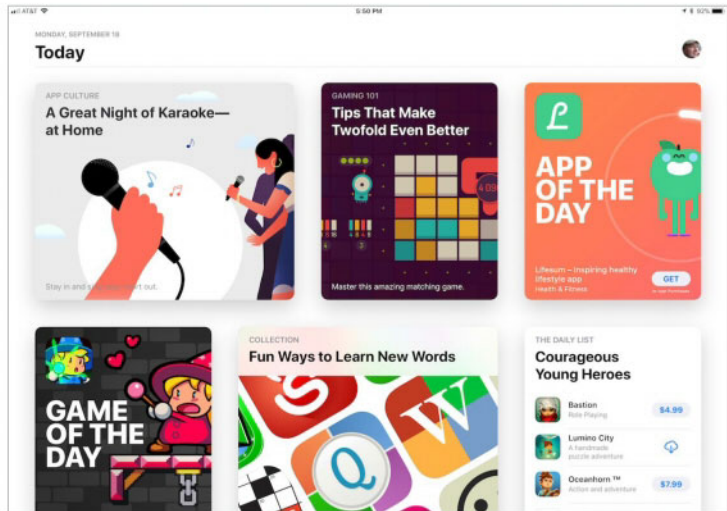 AT&T
5:50 PM
92%
MONDAY, SEPTEMBER 18
Today
APP CULTURE
A Great Night of Karaoke—
at Home
Stay in and
out.
GAMING 101
Tips That Make
Twofold Even Better
Master this amazing matching game.
APP
OF THE
DAY
Lifesum – Inspiring healthy
lifestyle app
Health & Fitness
GET
In-App Purchases
GAME
OF THE
DAY
COLLECTION
Fun Ways to Learn New Words
S
W
Q
THE DAILY LIST
Courageous
Young Heroes
Bastion
Role Playing
$4.99
Lumino City
A handmade
puzzle adventure
Oceanhorn ™
Action and adventure
$7.99